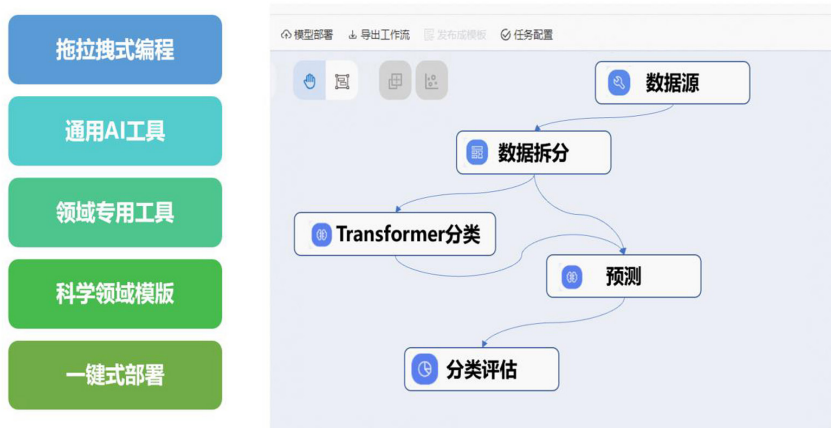 拖拉拽式编程
通用AI工具
领域专用工具
科学领域模版
一键式部署
模型部署 导出工作流 发布成模板 任务配置
数据源
数据拆分
Transformer分类
预测
分类评估